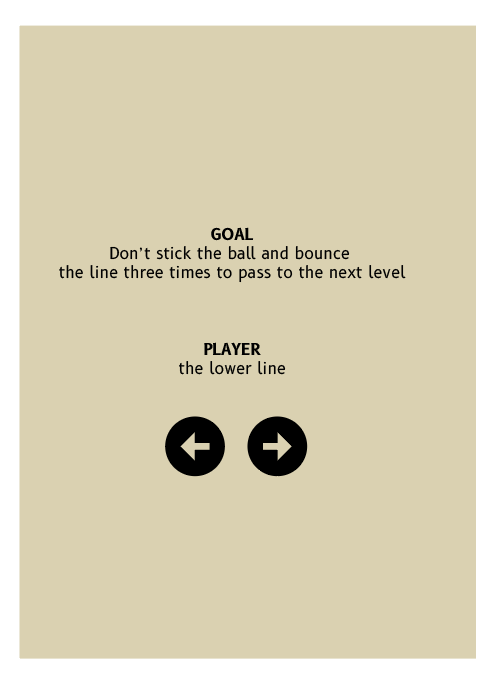 GOAL
Don't stick the ball and bounce
the line three times to pass to the next level
PLAYER
the lower line